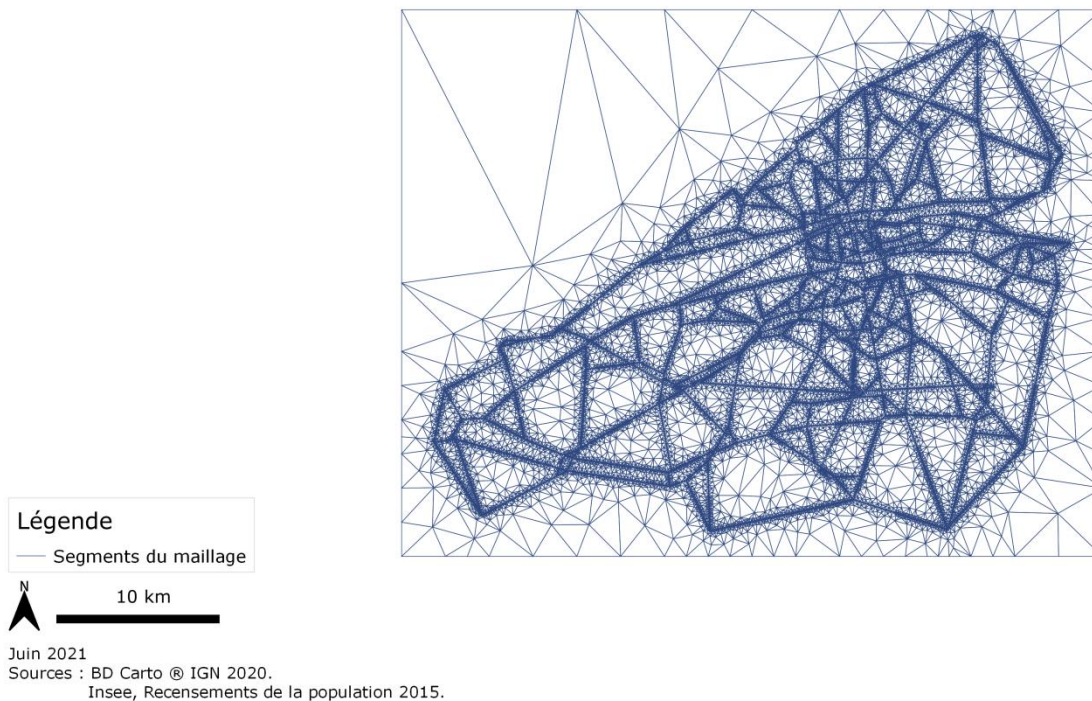 Légende
Segments du maillage
N
10 km
Juin 2021
Sources : BD Carto ® IGN 2020.
Insee, Recensements de la population 2015.